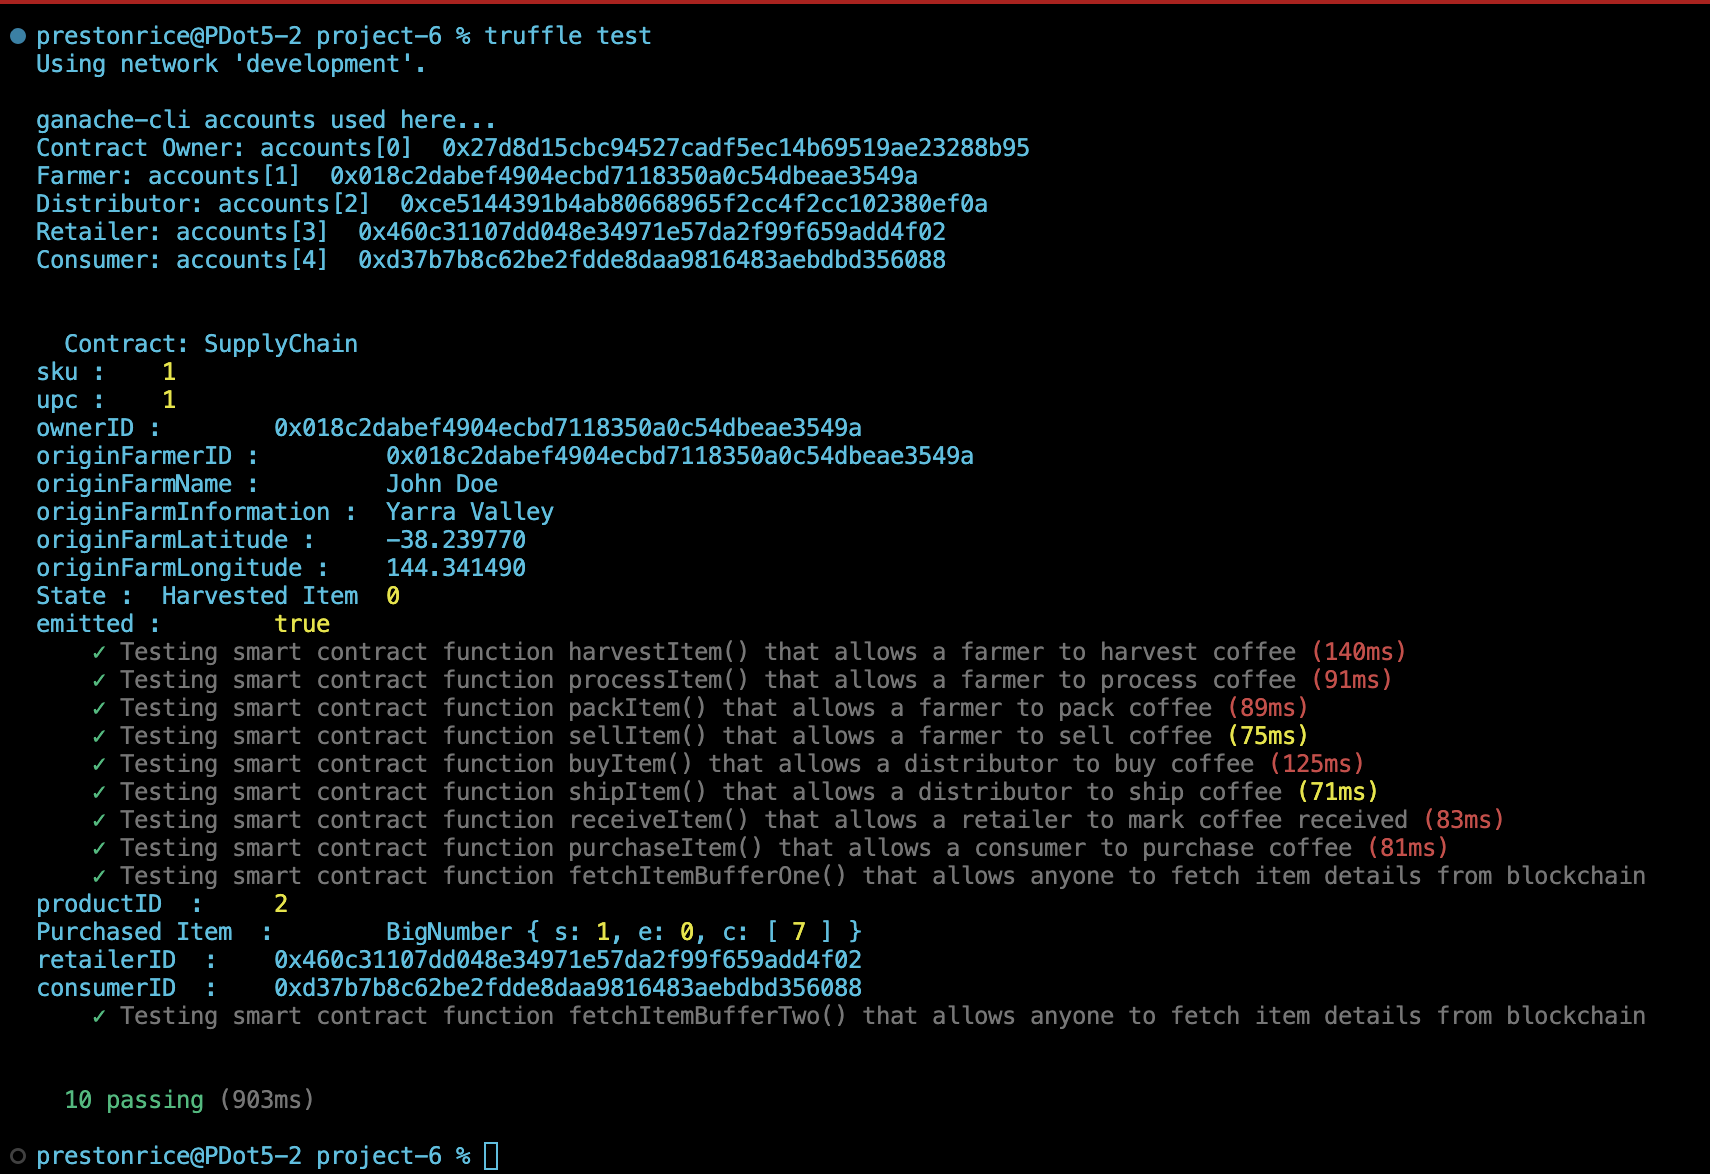 prestonrice@PDot5-2 project-6 % truffle test
Using network 'development'.
ganache-cli accounts used here...
Contract Owner: accounts[0]  0x27d8d15cbc94527cadf5ec14b69519ae23288b95
Farmer: accounts[1]  0x018c2dabef4904ecbd7118350a0c54dbeae3549a
Distributor: accounts[2]  0xce5144391b4ab80668965f2cc4f2cc102380ef0a
Retailer: accounts[3]  0x460c31107dd048e34971e57da2f99f659add4f02
Consumer: accounts[4]  0xd37b7b8c62be2fdde8daa9816483aebdbd356088
Contract: SupplyChain
sku :    1
upc :    1
ownerID :        0x018c2dabef4904ecbd7118350a0c54dbeae3549a
originFarmerID :         0x018c2dabef4904ecbd7118350a0c54dbeae3549a
originFarmName :         John Doe
originFarmInformation :  Yarra Valley
originFarmLatitude :     -38.239770
originFarmLongitude :    144.341490
State :  Harvested Item  0
emitted :        true
✓ Testing smart contract function harvestItem() that allows a farmer to harvest coffee (140ms)
✓ Testing smart contract function processItem() that allows a farmer to process coffee (91ms)
✓ Testing smart contract function packItem() that allows a farmer to pack coffee (89ms)
✓ Testing smart contract function sellItem() that allows a farmer to sell coffee (75ms)
✓ Testing smart contract function buyItem() that allows a distributor to buy coffee (125ms)
✓ Testing smart contract function shipItem() that allows a distributor to ship coffee (71ms)
✓ Testing smart contract function receiveItem() that allows a retailer to mark coffee received (83ms)
✓ Testing smart contract function purchaseItem() that allows a consumer to purchase coffee (81ms)
✓ Testing smart contract function fetchItemBufferOne() that allows anyone to fetch item details from blockchain
productID  :     2
Purchased Item  :        BigNumber { s: 1, e: 0, c: [ 7 ] }
retailerID  :    0x460c31107dd048e34971e57da2f99f659add4f02
consumerID  :    0xd37b7b8c62be2fdde8daa9816483aebdbd356088
✓ Testing smart contract function fetchItemBufferTwo() that allows anyone to fetch item details from blockchain
10 passing (903ms)
prestonrice@PDot5-2 project-6 %